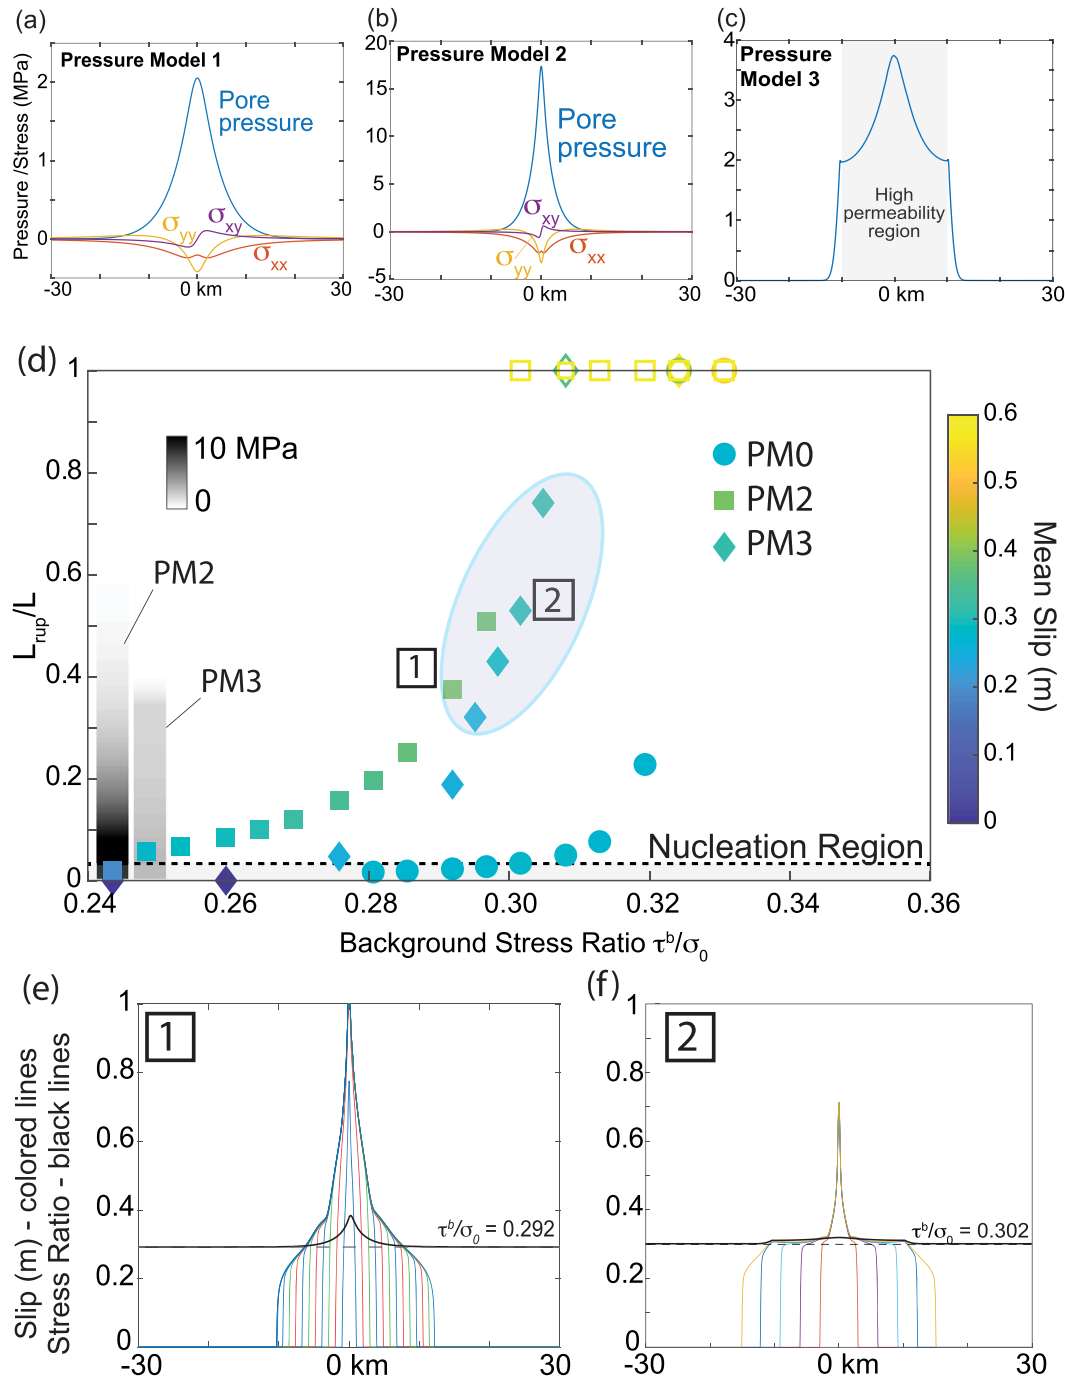 (a)
Pressure Model 1
Pore
pressure
σyy
σxy
σxx
Pressure /Stress (MPa)
2
1
0
-30
0 km
30
(b)
Pressure Model 2
Pore
pressure
σxy
σyy
σxx
20
15
10
5
0
-5
-30
0 km
30
(c)
Pressure
Model 3
High
permeability
region
4
3
2
1
0
-30
0 km
30
(d)
1
0.8
0.6
0.4
0.2
0
Lrup/L
10 MPa
0
PM2
PM3
PM0
PM2
PM3
1
2
Nucleation Region
0.24
0.26
0.28
0.30
0.32
0.34
0.36
Background Stress Ratio τᵇ/σ₀
0.6
0.5
0.4
0.3
0.2
0.1
0
Mean Slip (m)
(e)
1
Slip (m) - colored lines
Stress Ratio - black lines
1
0.8
0.6
0.4
0.2
0
τᵇ/σ₀ = 0.292
-30
0 km
30
(f)
2
1
0.8
0.6
0.4
0.2
0
τᵇ/σ₀ = 0.302
-30
0 km
30